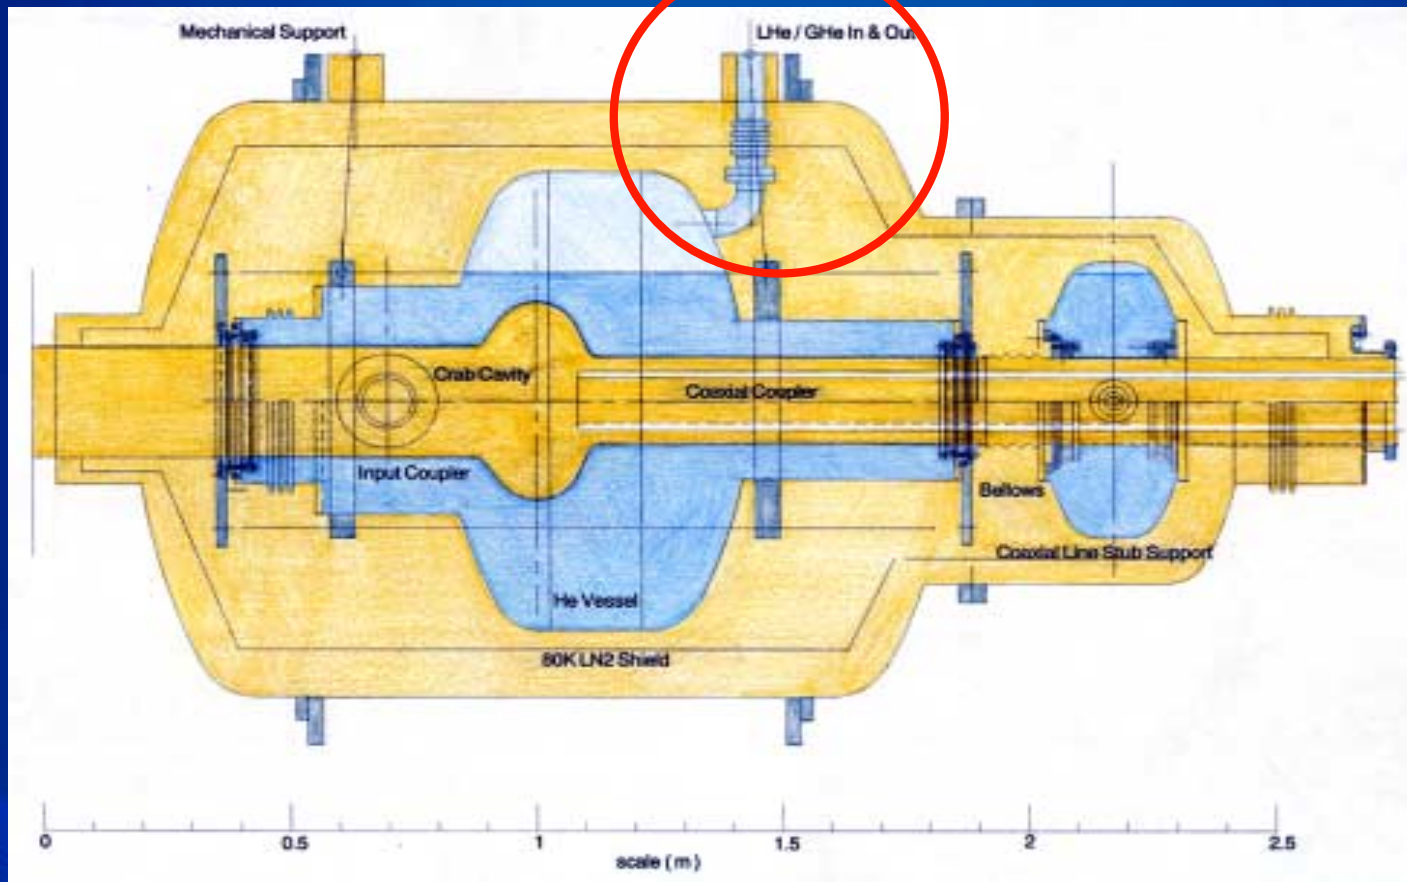 Mechanical Support
LHe / GHe In & Out
Crab Cavity
Coaxial Coupler
Input Coupler
Bellows
Coaxial Line Stub Support
He Vessel
80K LN2 Shield
0 0.5 1 1.5 2 2.5
scale ( m )